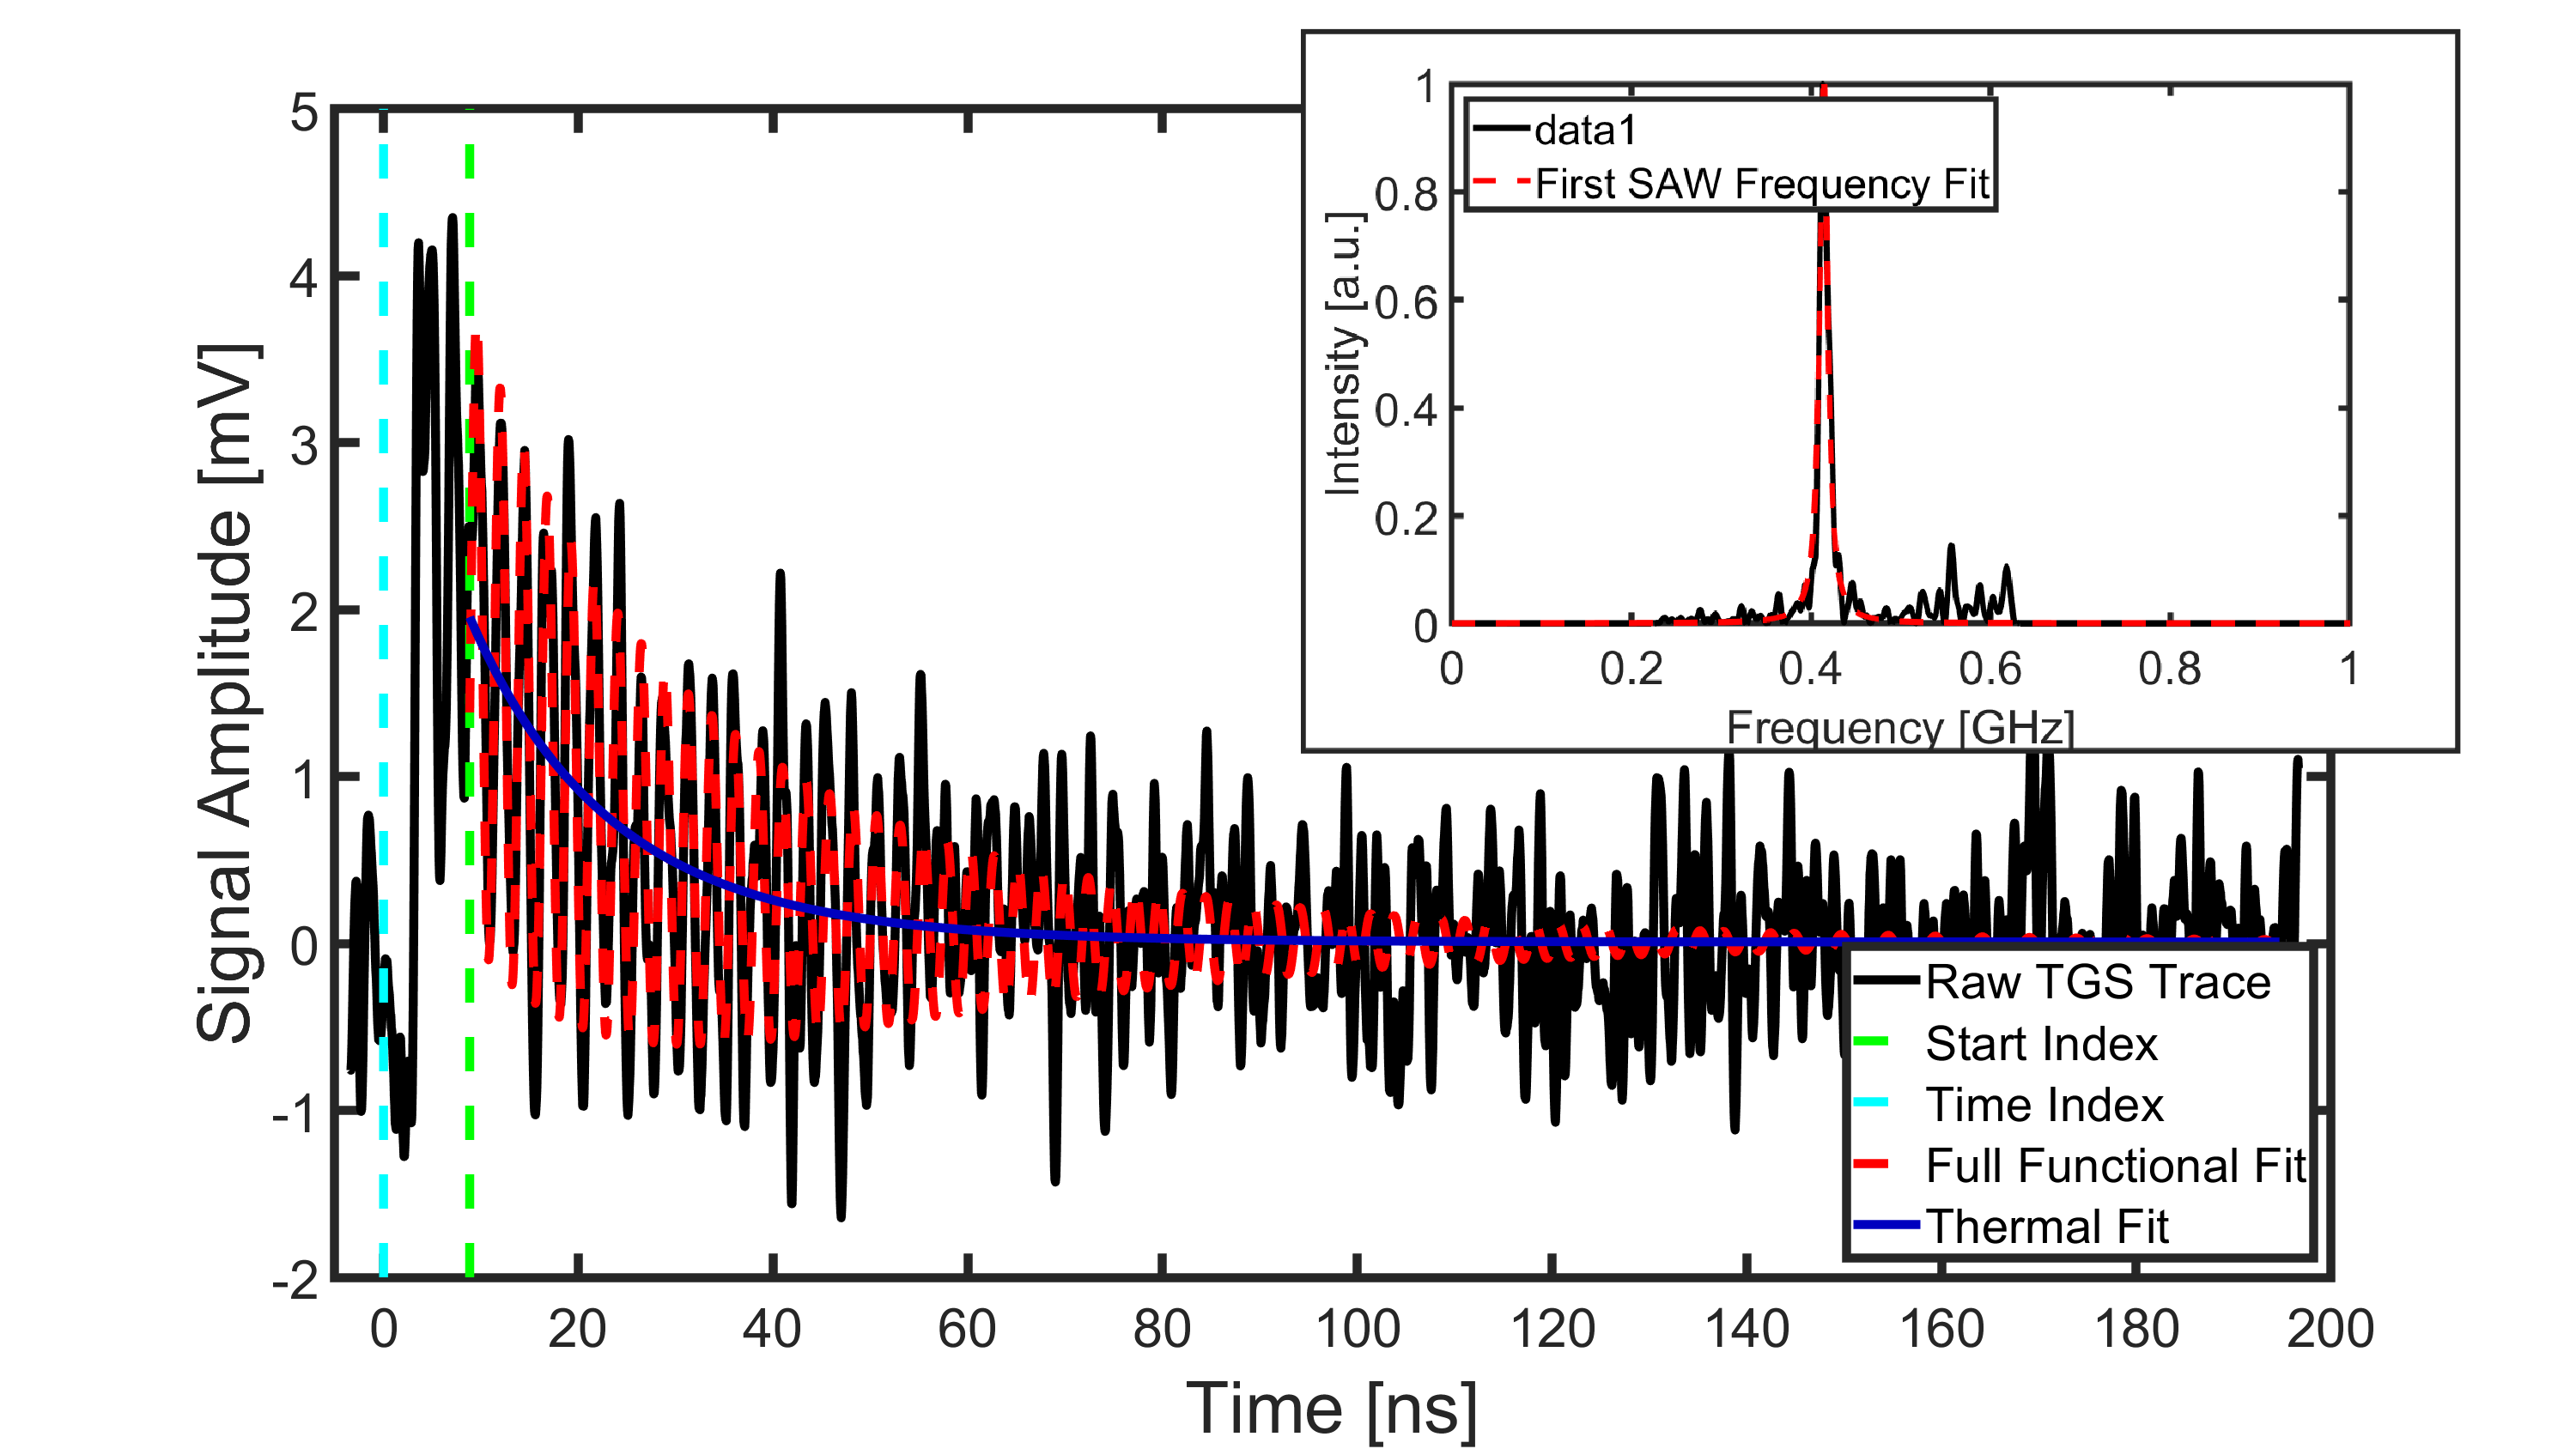 5
4
3
2
1
0
-1
-2
Signal Amplitude [mV]
0 20 40 60 80 100 120 140 160 180 200
Time [ns]
Raw TGS Trace
Start Index
Time Index
Full Functional Fit
Thermal Fit
1
0.8
0.6
0.4
0.2
0
Intensity [a.u.]
data1
First SAW Frequency Fit
0 0.2 0.4 0.6 0.8 1
Frequency [GHz]